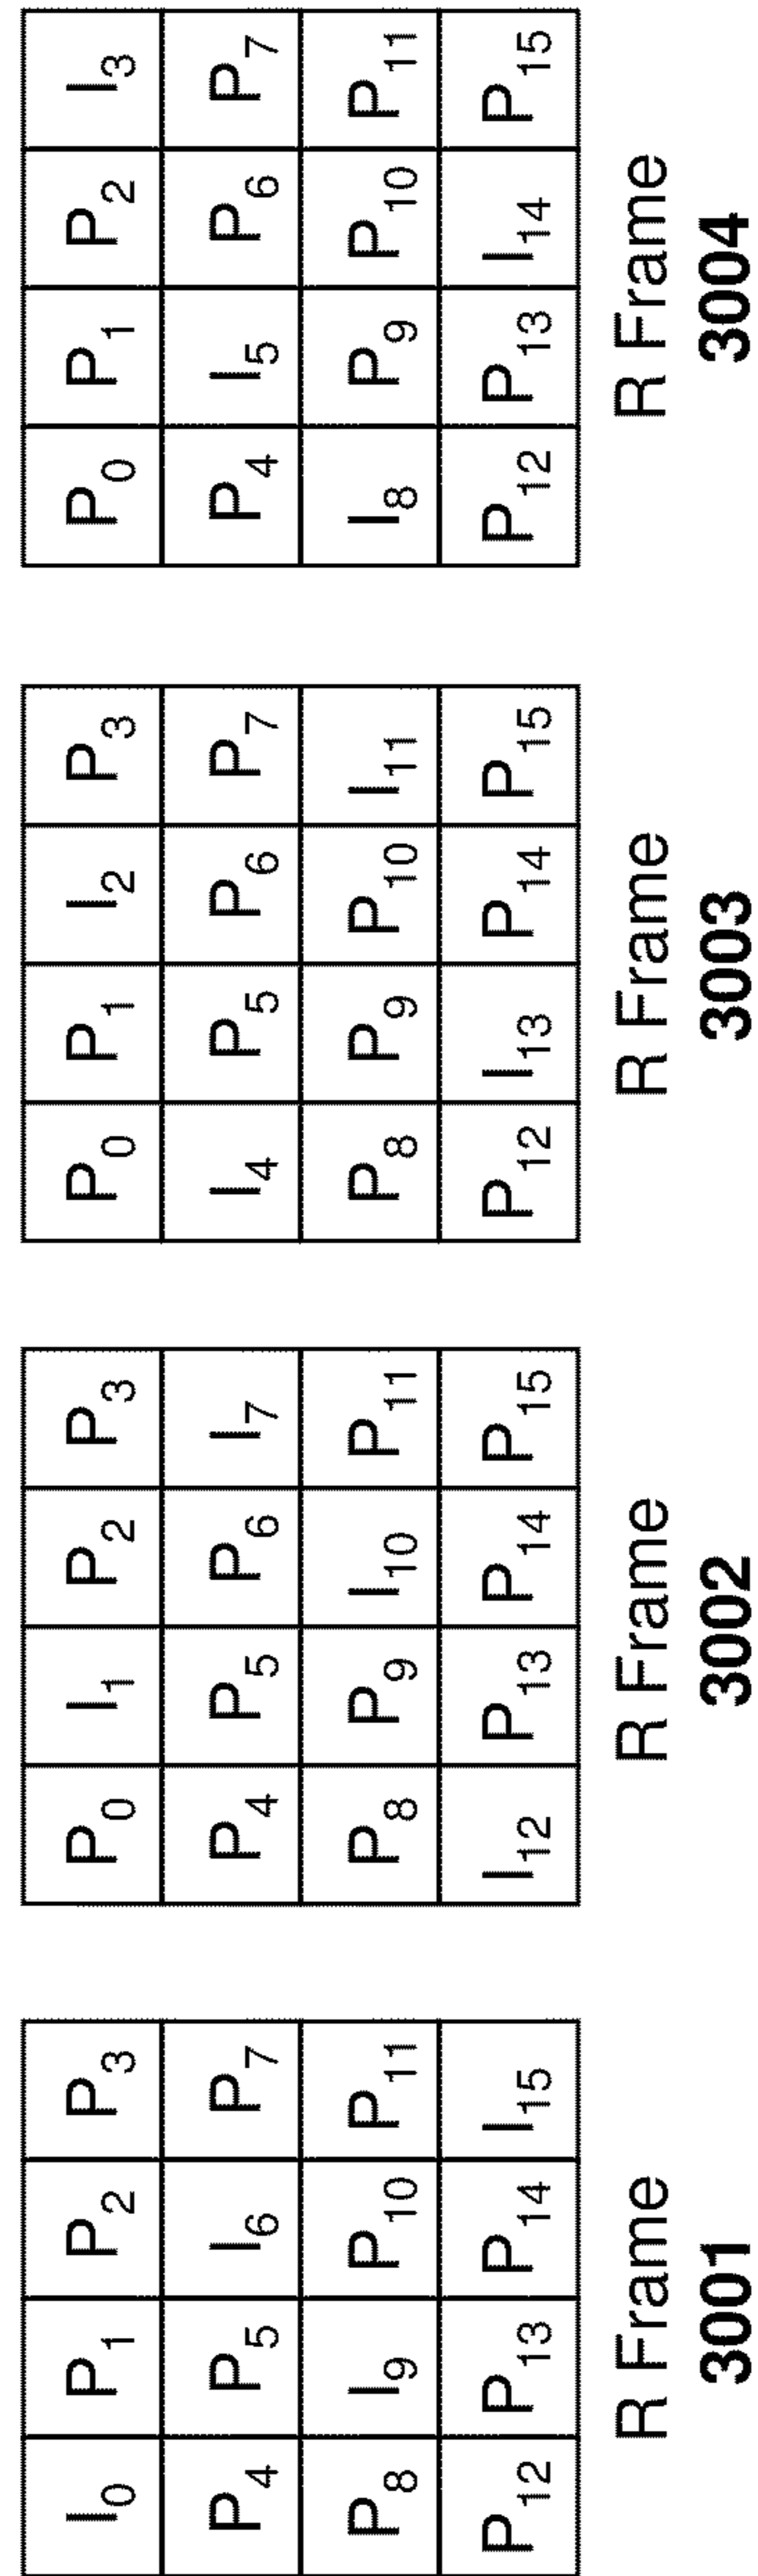 I0 P1 P2 P3
P4 P5 I6 P7
P8 I9 P10 P11
P12 P13 P14 I15
R Frame
3001
P0 I1 P2 P3
P4 P5 P6 I7
P8 P9 I10 P11
I12 P13 P14 P15
R Frame
3002
P0 P1 I2 P3
I4 P5 P6 P7
P8 P9 P10 I11
P12 I13 P14 P15
R Frame
3003
P0 P1 P2 I3
P4 I5 P6 P7
I8 P9 P10 P11
P12 P13 I14 P15
R Frame
3004